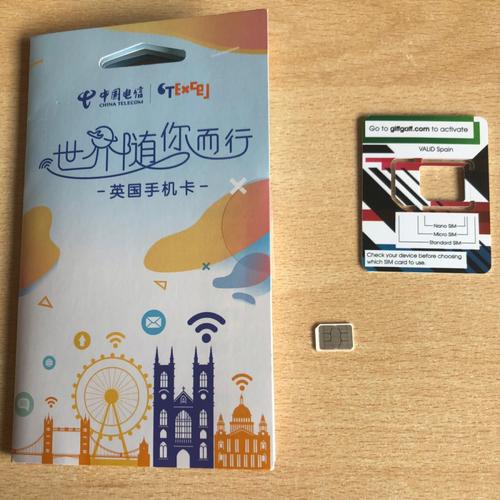 中国电信
CHINA TELECOM
CTExcel
世界随你而行
-英国手机卡-
Go to giffgaff.com to activate
VALID Spain
Nano SIM
Micro SIM
Standard SIM
Check your device before choosing
which SIM card to use.